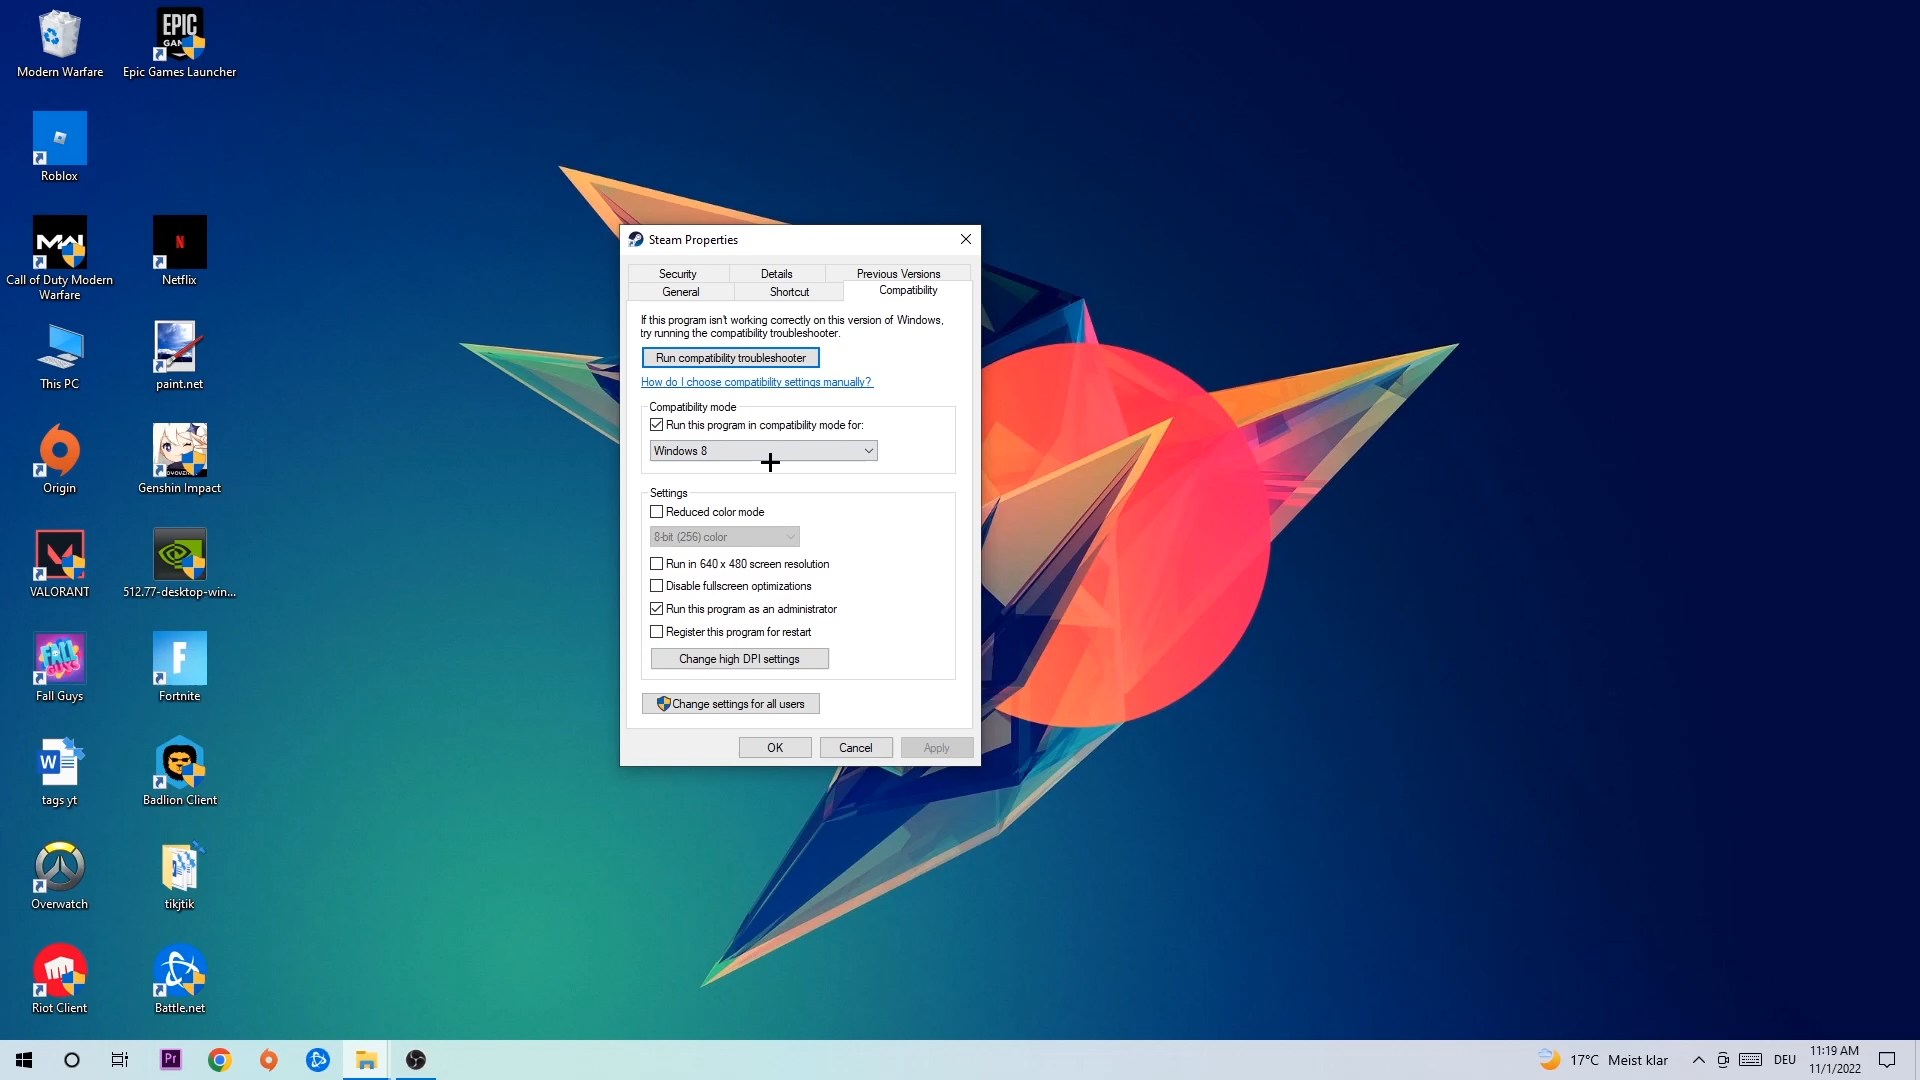 Modern Warfare
EPIC
GAMES
Epic Games Launcher
Roblox
MW
Call of Duty Modern
Warfare
N
Netflix
This PC
paint.net
Origin
Genshin Impact
VALORANT
512.77-desktop-win...
FALL
GUYS
Fall Guys
F
Fortnite
W
tags yt
Badlion Client
Overwatch
tikjtik
Riot Client
Battle.net
Steam Properties
Security
Details
Previous Versions
General
Shortcut
Compatibility
If this program isn't working correctly on this version of Windows,
try running the compatibility troubleshooter.
Run compatibility troubleshooter
How do I choose compatibility settings manually?
Compatibility mode
Run this program in compatibility mode for:
Windows 8
Settings
Reduced color mode
8-bit (256) color
Run in 640 x 480 screen resolution
Disable fullscreen optimizations
Run this program as an administrator
Register this program for restart
Change high DPI settings
Change settings for all users
OK
Cancel
Apply
Pr
17°C Meist klar
DEU
11:19 AM
11/1/2022